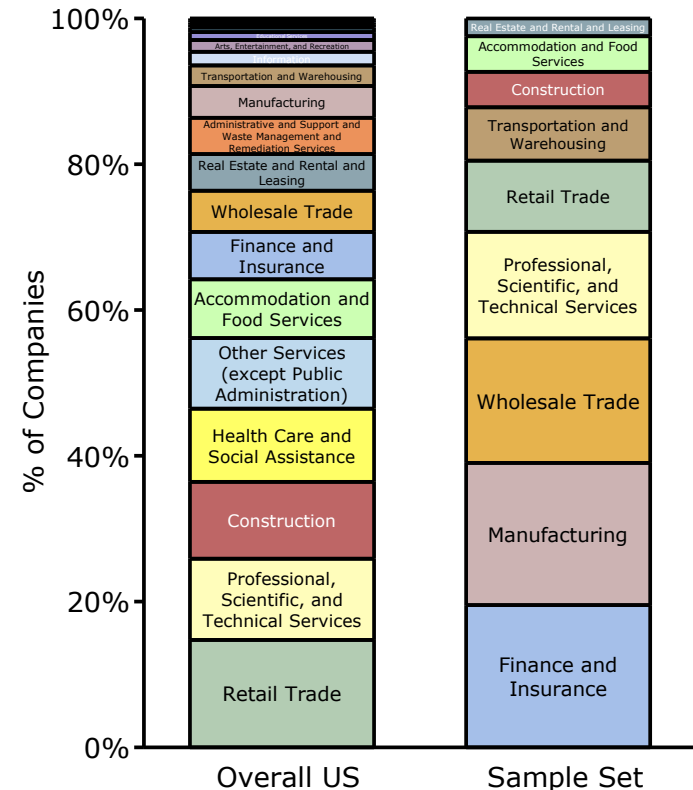 100%
80%
60%
40%
20%
0%
% of Companies
Arts, Entertainment, and Recreation
Information
Transportation and Warehousing
Manufacturing
Administrative and Support and
Waste Management and
Remediation Services
Real Estate and Rental and
Leasing
Wholesale Trade
Finance and
Insurance
Accommodation and
Food Services
Other Services
(except Public
Administration)
Health Care and
Social Assistance
Construction
Professional,
Scientific, and
Technical Services
Retail Trade
Overall US
Real Estate and Rental and Leasing
Accommodation and Food
Services
Construction
Transportation and
Warehousing
Retail Trade
Professional,
Scientific, and
Technical Services
Wholesale Trade
Manufacturing
Finance and
Insurance
Sample Set